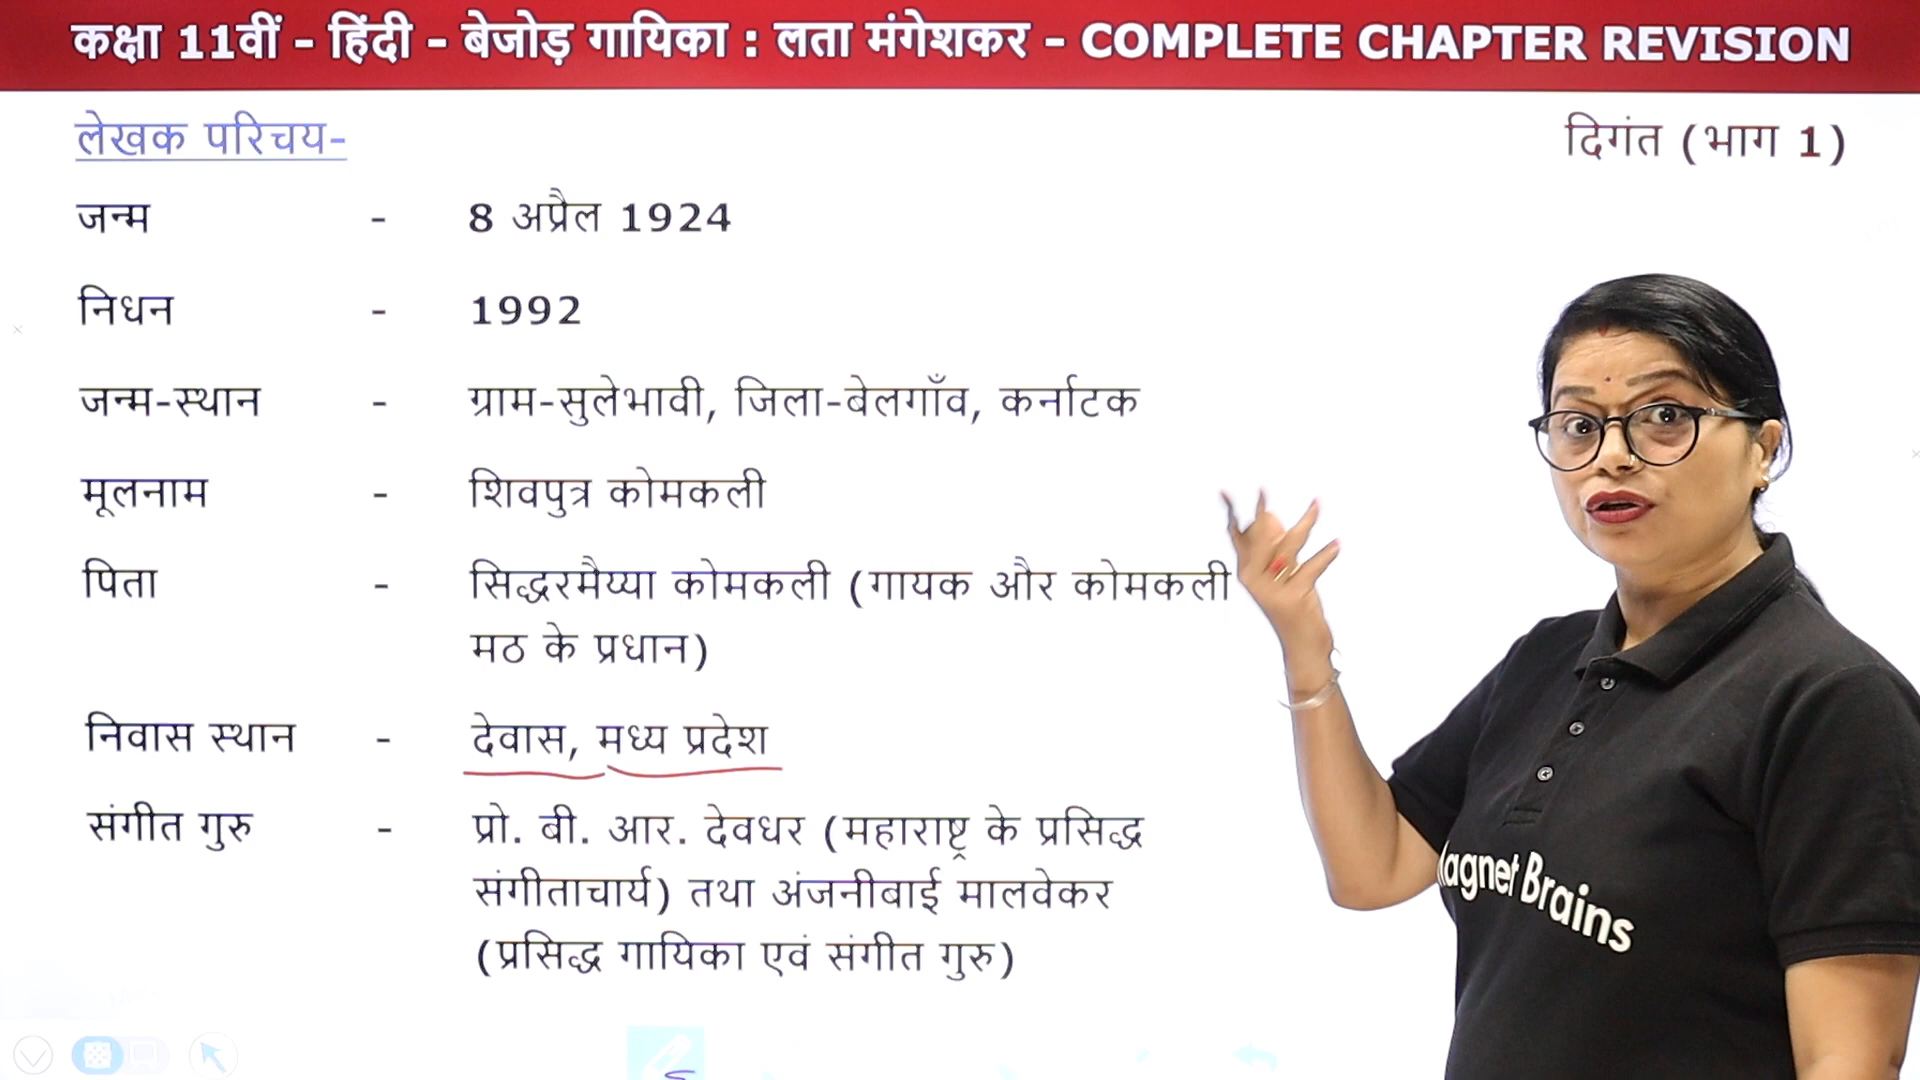 कक्षा 11वीं - हिंदी - बेजोड़ गायिका : लता मंगेशकर - COMPLETE CHAPTER REVISION
लेखक परिचय-
दिगंत (भाग 1)
जन्म - 8 अप्रैल 1924
निधन - 1992
जन्म-स्थान - ग्राम-सुलेभावी, जिला-बेलगाँव, कर्नाटक
मूलनाम - शिवपुत्र कोमकली
पिता - सिद्धरमैय्या कोमकली (गायक और कोमकली
मठ के प्रधान)
निवास स्थान - देवास, मध्य प्रदेश
संगीत गुरु - प्रो. बी. आर. देवधर (महाराष्ट्र के प्रसिद्ध
संगीताचार्य) तथा अंजनीबाई मालवेकर
(प्रसिद्ध गायिका एवं संगीत गुरु)
agnet Brains